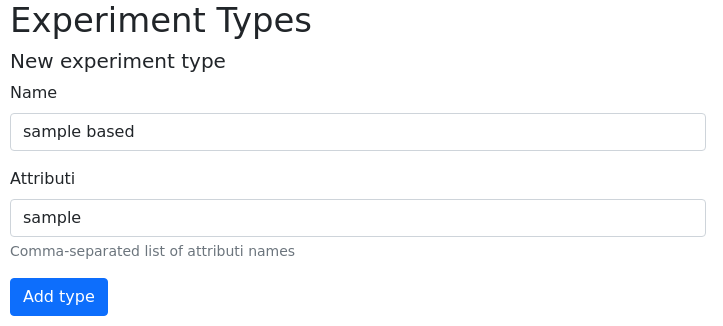 Experiment Types
New experiment type
Name
sample based
Attributi
sample
Comma-separated list of attributi names
Add type